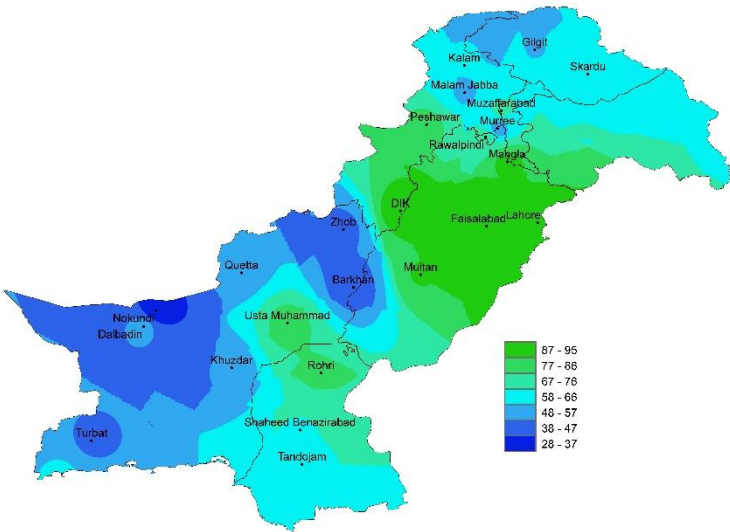 Gilgit
Kalam
Skardu
Malam Jabba
Muzaffarabad
Peshawar
Murree
Rawalpindi
Mangla
DIK
Faisalabad
Lahore
Zhob
Quetta
Multan
Barkhan
Nokundi
Usta Muhammad
Dalbadin
Khuzdar
Rohri
Shaheed Benazirabad
Turbat
Tandojam
87 - 95
77 - 86
67 - 76
58 - 66
48 - 57
38 - 47
28 - 37